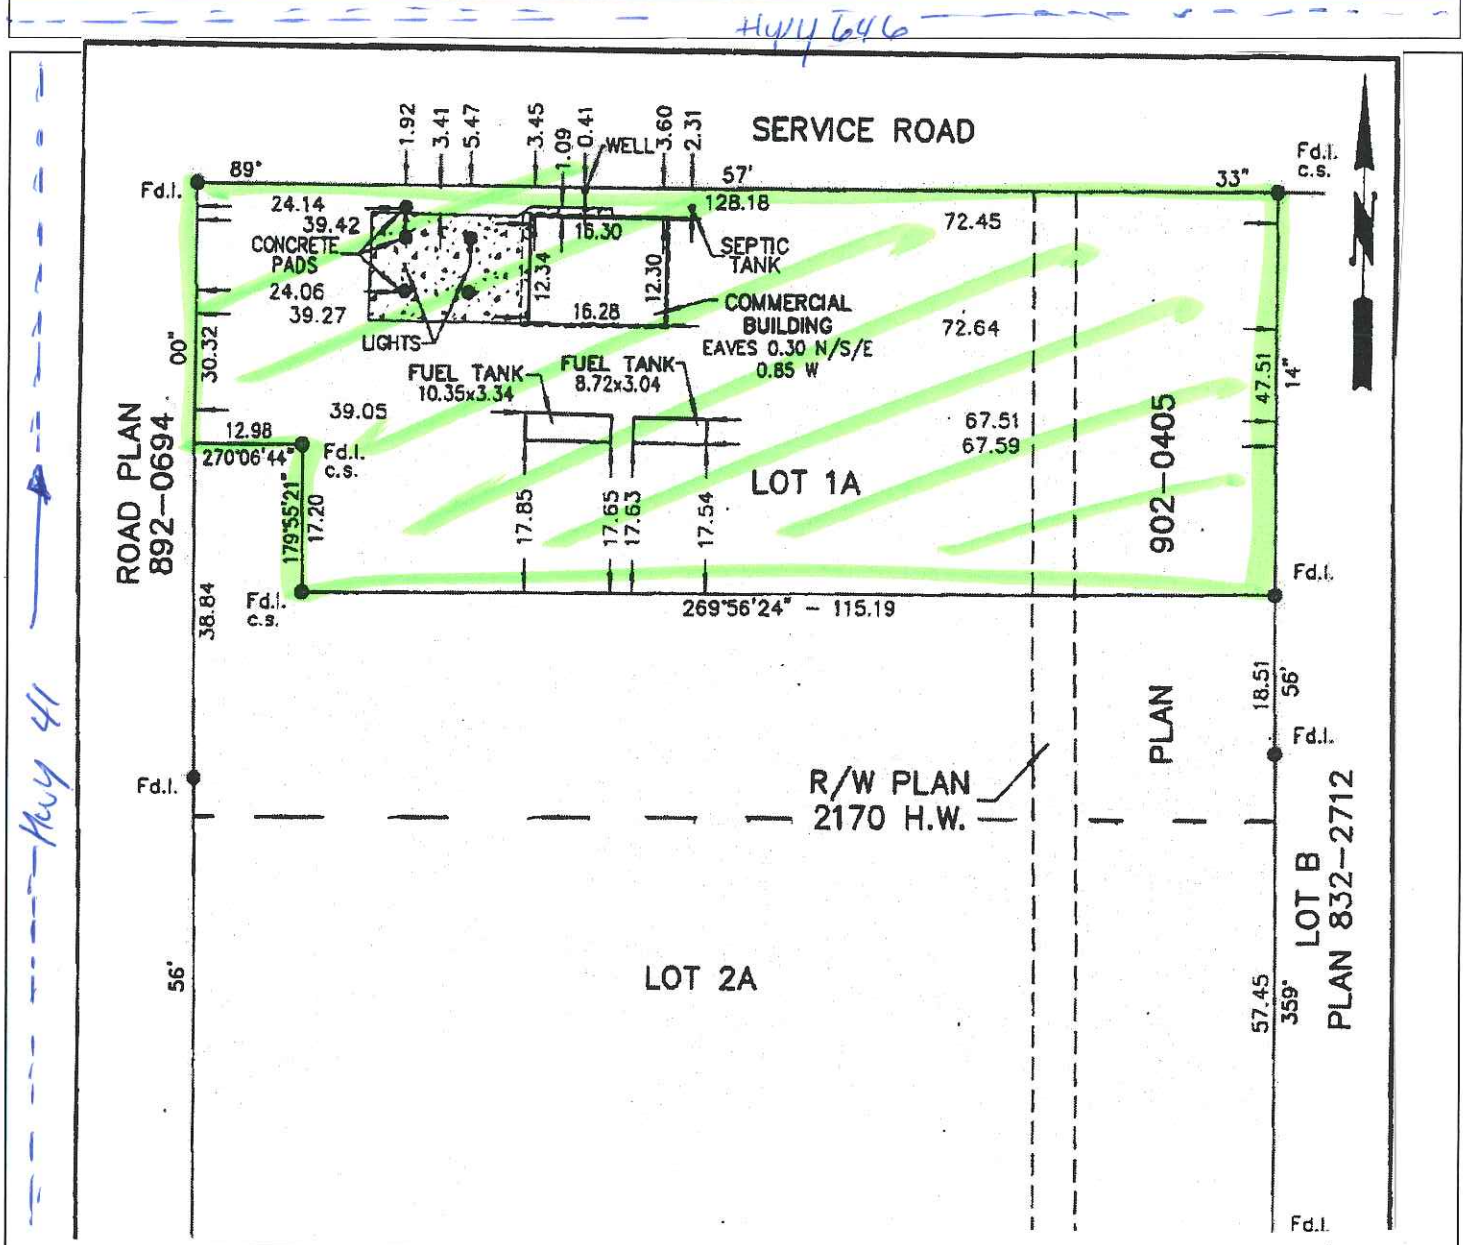 Hwy 646
SERVICE ROAD
1.92
3.41
5.47
3.45
1.09
0.41
WELL
3.60
2.31
Fd.I.
c.s.
Fd.I.
89°
57'
33"
128.18
24.14
39.42
CONCRETE
PADS
24.06
39.27
LIGHTS
16.30
12.34
12.30
16.28
SEPTIC
TANK
72.45
COMMERCIAL
BUILDING
EAVES 0.30 N/S/E
0.85 W
72.64
N
00"
30.32
FUEL TANK
10.35x3.34
FUEL TANK
8.72x3.04
47.51
14"
39.05
67.51
67.59
12.98
270°06'44"
Fd.I.
c.s.
179°55'21"
17.20
17.85
17.65
17.63
17.54
LOT 1A
902-0405
ROAD PLAN
892-0694
Fd.I.
c.s.
Fd.I.
269°56'24" - 115.19
38.84
Hwy 41
18.51
56'
PLAN
Fd.I.
Fd.I.
R/W PLAN
2170 H.W.
LOT B
PLAN 832-2712
56'
LOT 2A
57.45
359°
Fd.I.